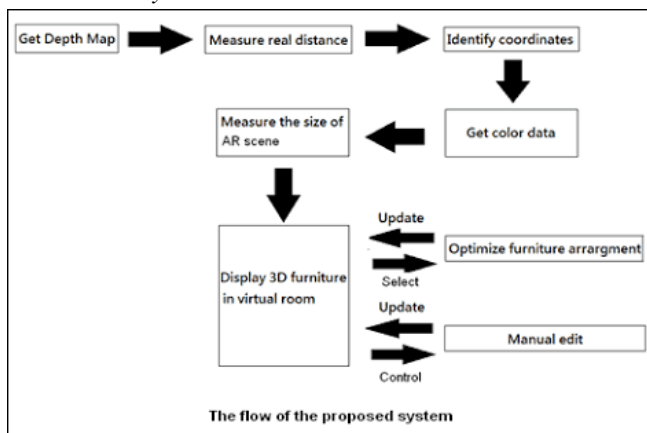 Get Depth Map
Measure real distance
Identify coordinates
Measure the size of
AR scene
Get color data
Update
Optimize furniture arrargment
Select
Display 3D furniture
in virtual room
Update
Manual edit
Control
The flow of the proposed system